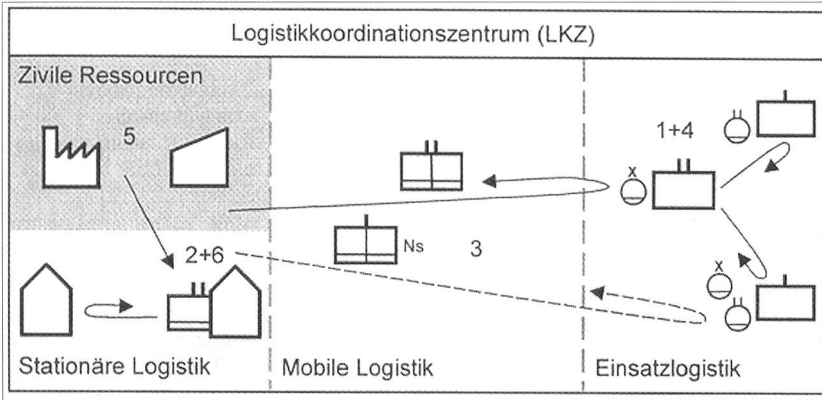 Logistikkoordinationszentrum (LKZ)
Zivile Ressourcen
5
1+4
x
Ns
3
2+6
x
Stationäre Logistik
Mobile Logistik
Einsatzlogistik